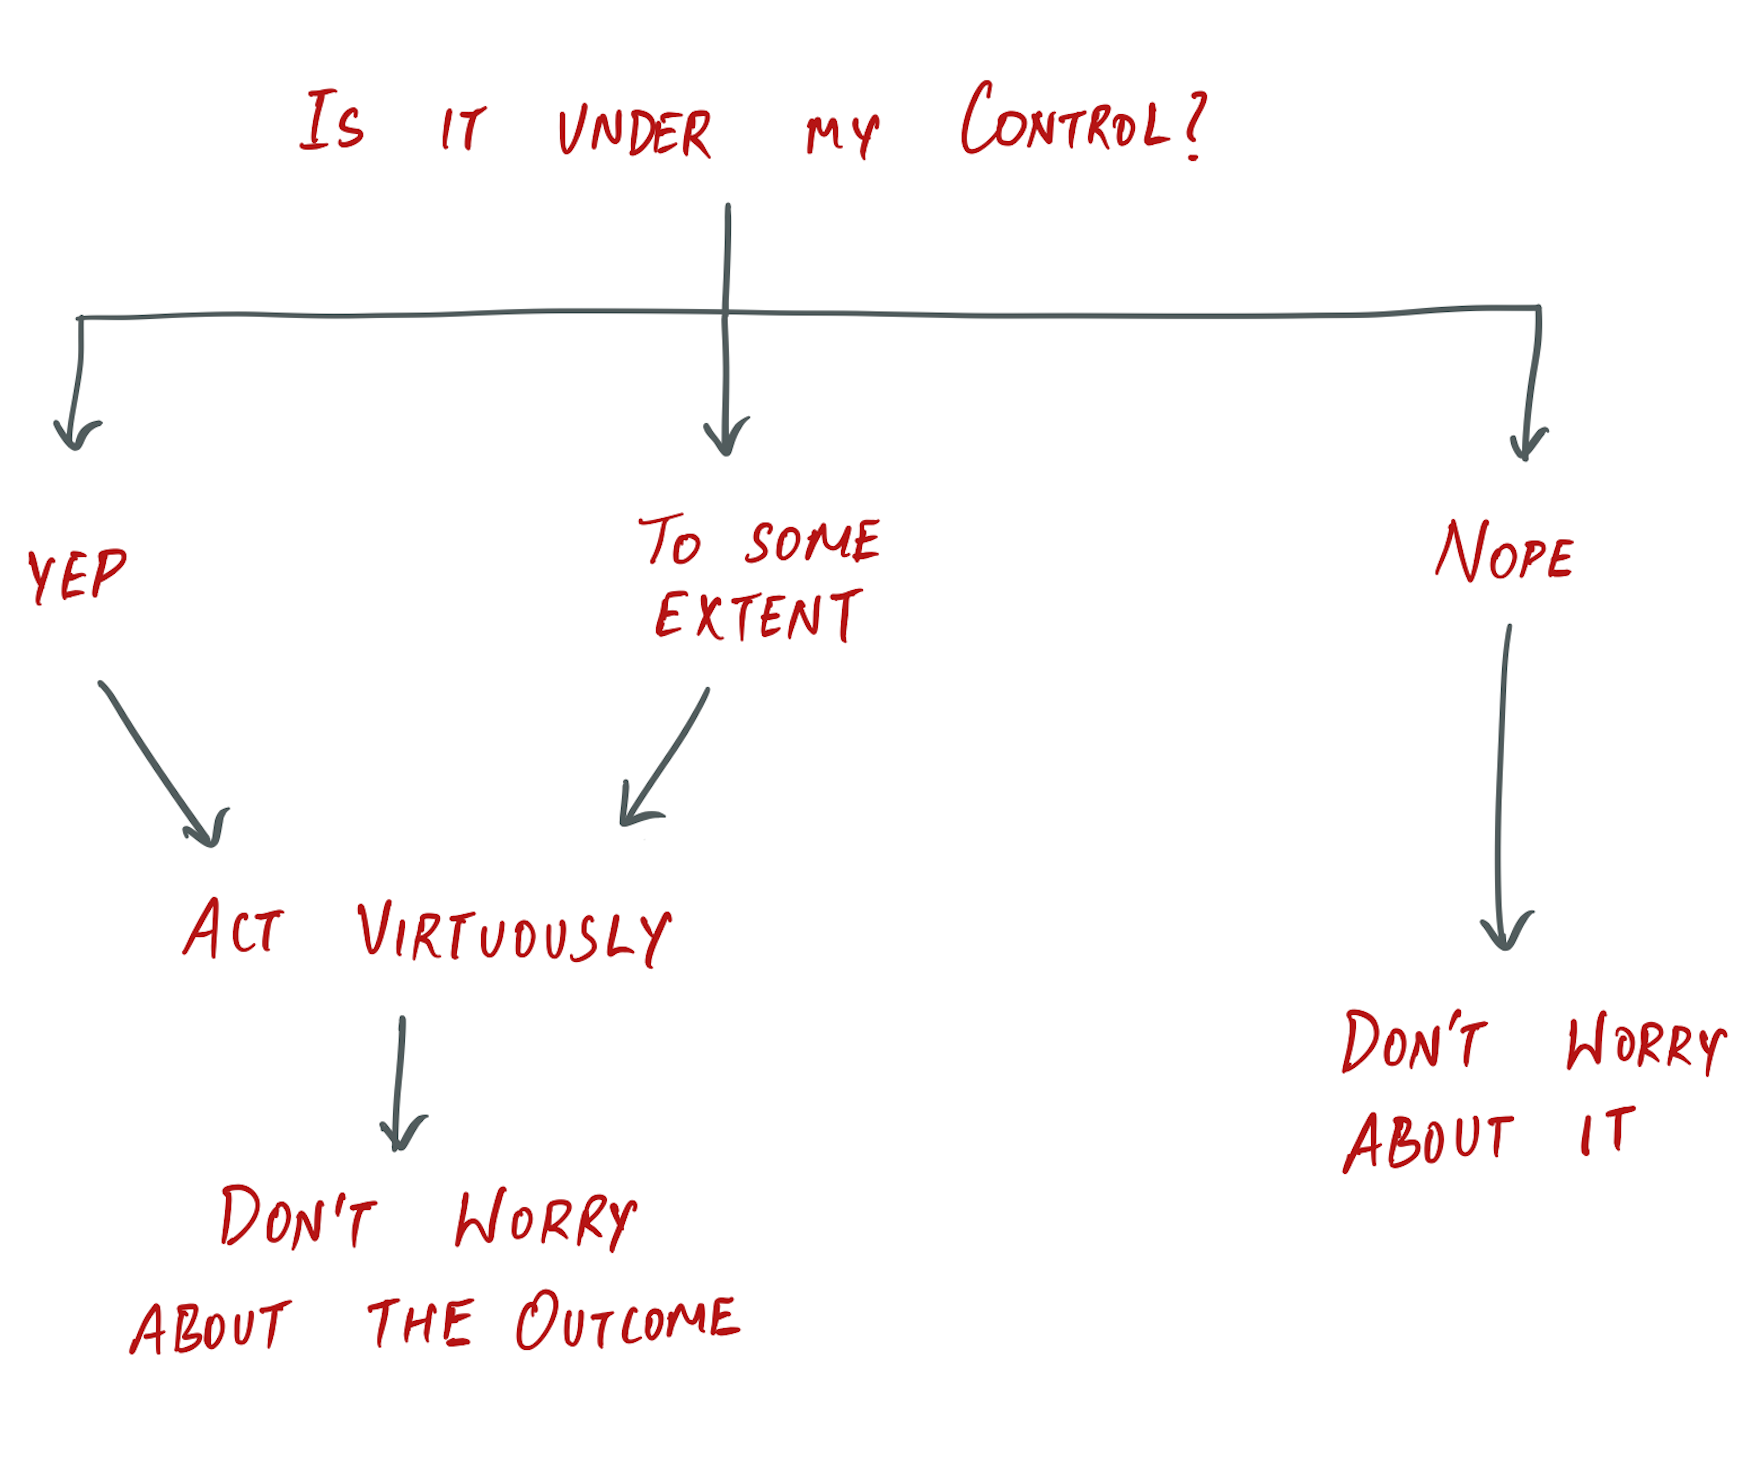 Is it under my Control?
Yep
To some
extent
Nope
Act Virtuously
Don't Worry
about it
Don't Worry
about the Outcome